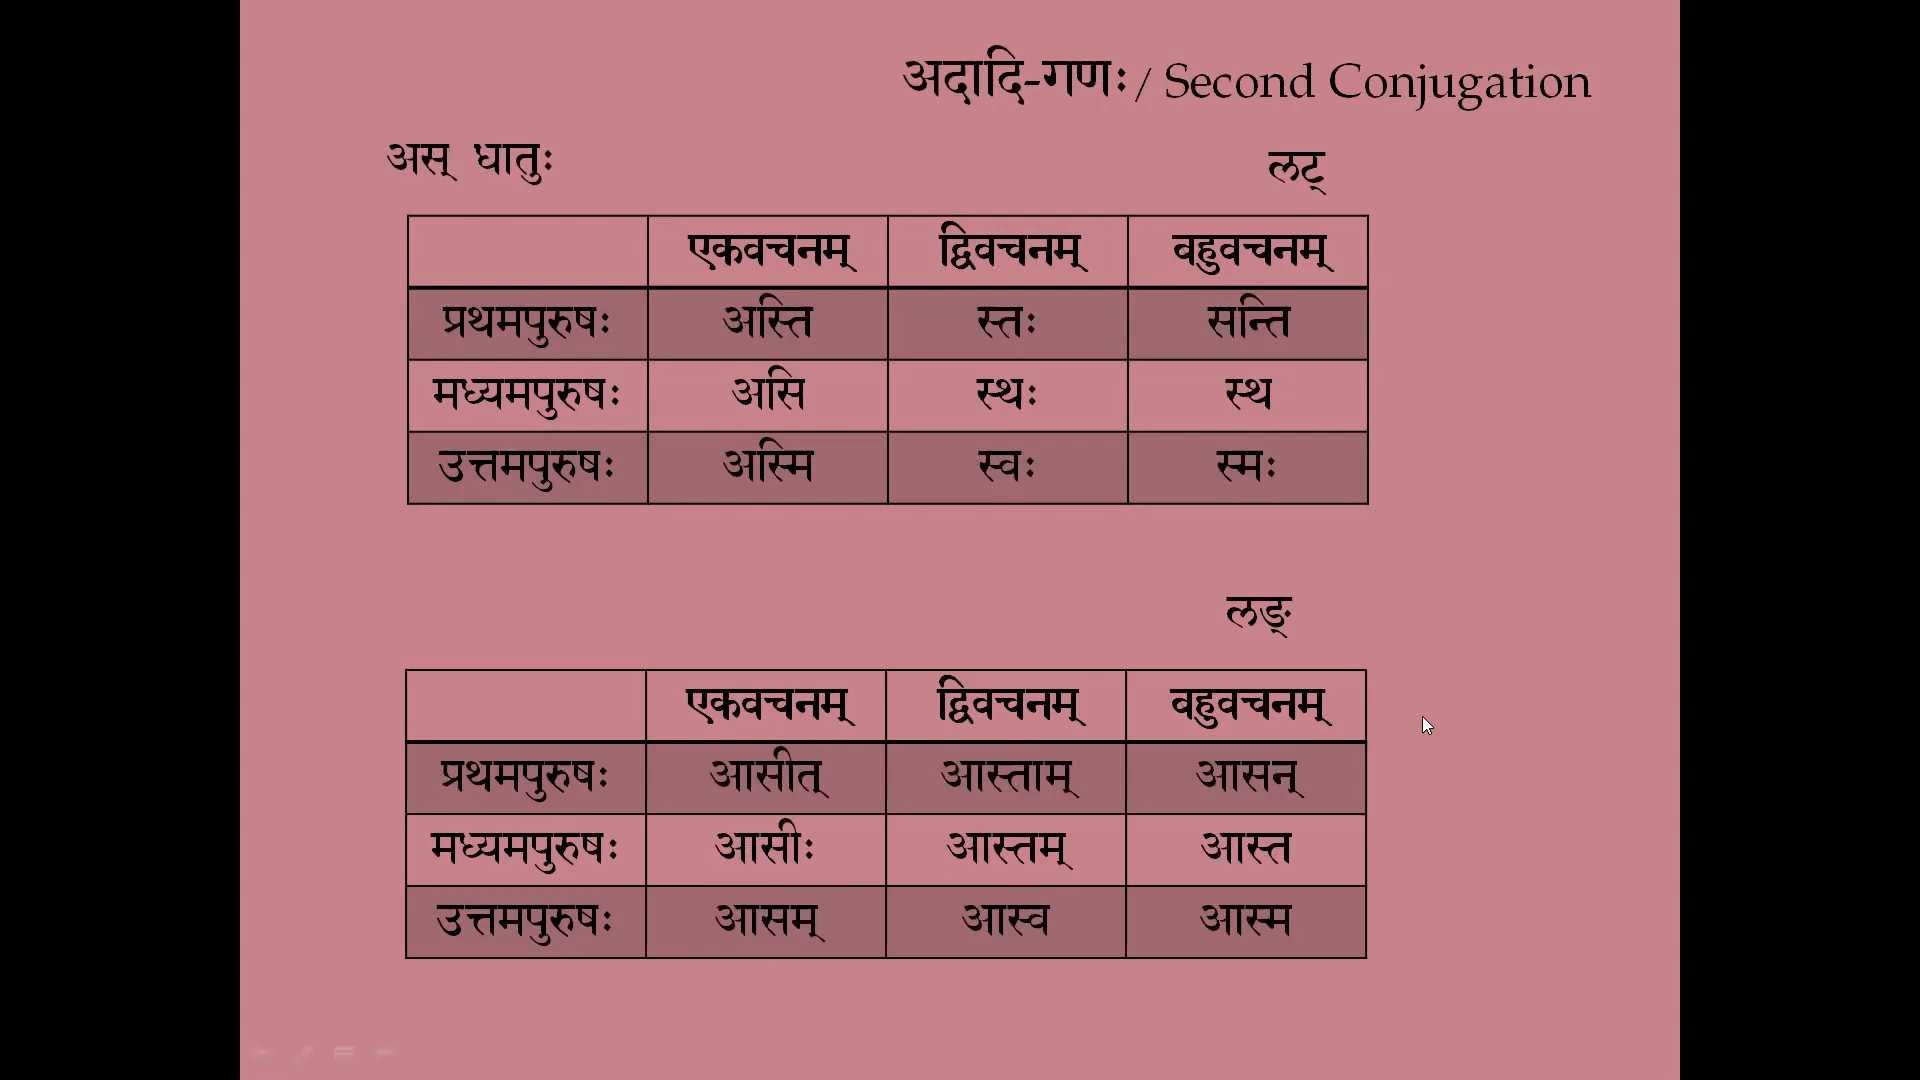 अदादि-गणः / Second Conjugation
अस् धातुः लट्
एकवचनम् द्विवचनम् वहुवचनम्
प्रथमपुरुषः अस्ति स्तः सन्ति
मध्यमपुरुषः असि स्थः स्थ
उत्तमपुरुषः अस्मि स्वः स्मः
लङ्
एकवचनम् द्विवचनम् वहुवचनम्
प्रथमपुरुषः आसीत् आस्ताम् आसन्
मध्यमपुरुषः आसीः आस्तम् आस्त
उत्तमपुरुषः आसम् आस्व आस्म